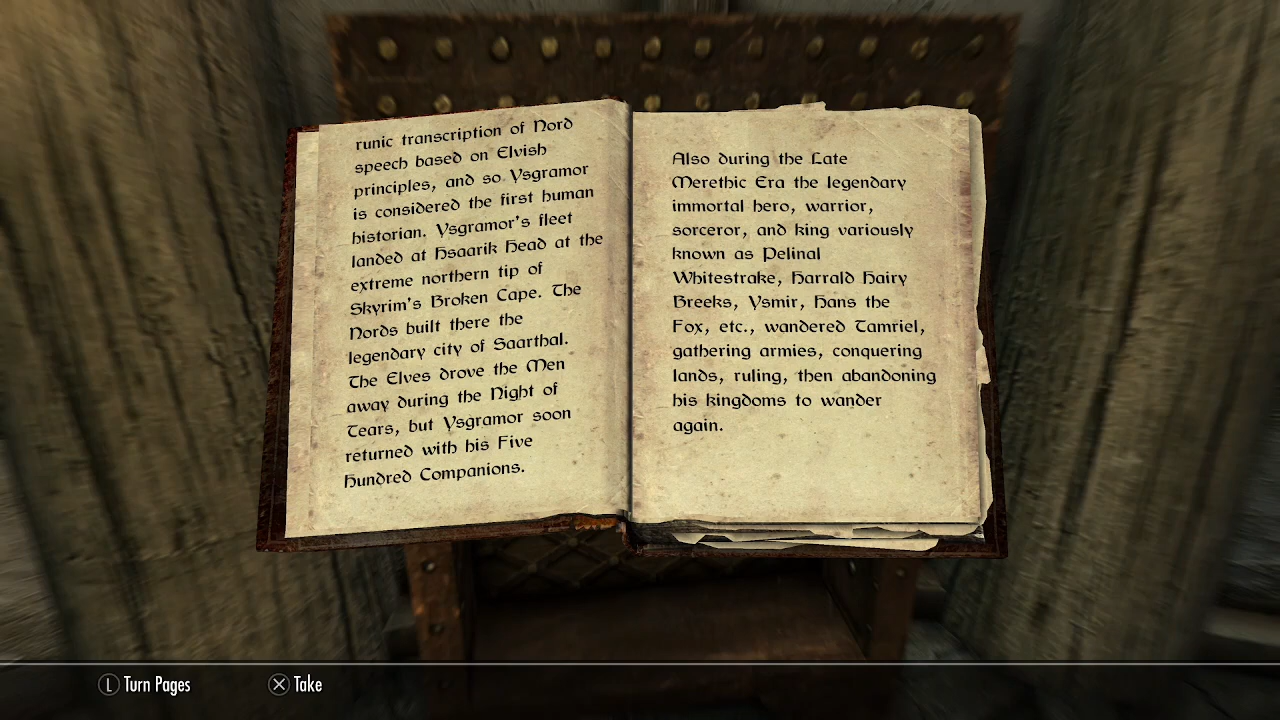 runic transcription of Nord
speech based on Elvish
principles, and so Ysgramor
is considered the first human
historian. Ysgramor's fleet
landed at Hsaarik Head at the
extreme northern tip of
Skyrim's Broken Cape. The
Nords built there the
legendary city of Saarthal.
The Elves drove the Men
away during the Night of
Tears, but Ysgramor soon
returned with his Five
Hundred Companions.
Also during the Late
Merethic Era the legendary
immortal hero, warrior,
sorceror, and king variously
known as Pelinal
Whitestrake, Harrald Hairy
Breeks, Ysmir, Hans the
Fox, etc., wandered Tamriel,
gathering armies, conquering
lands, ruling, then abandoning
his kingdoms to wander
again.
L Turn Pages X Take